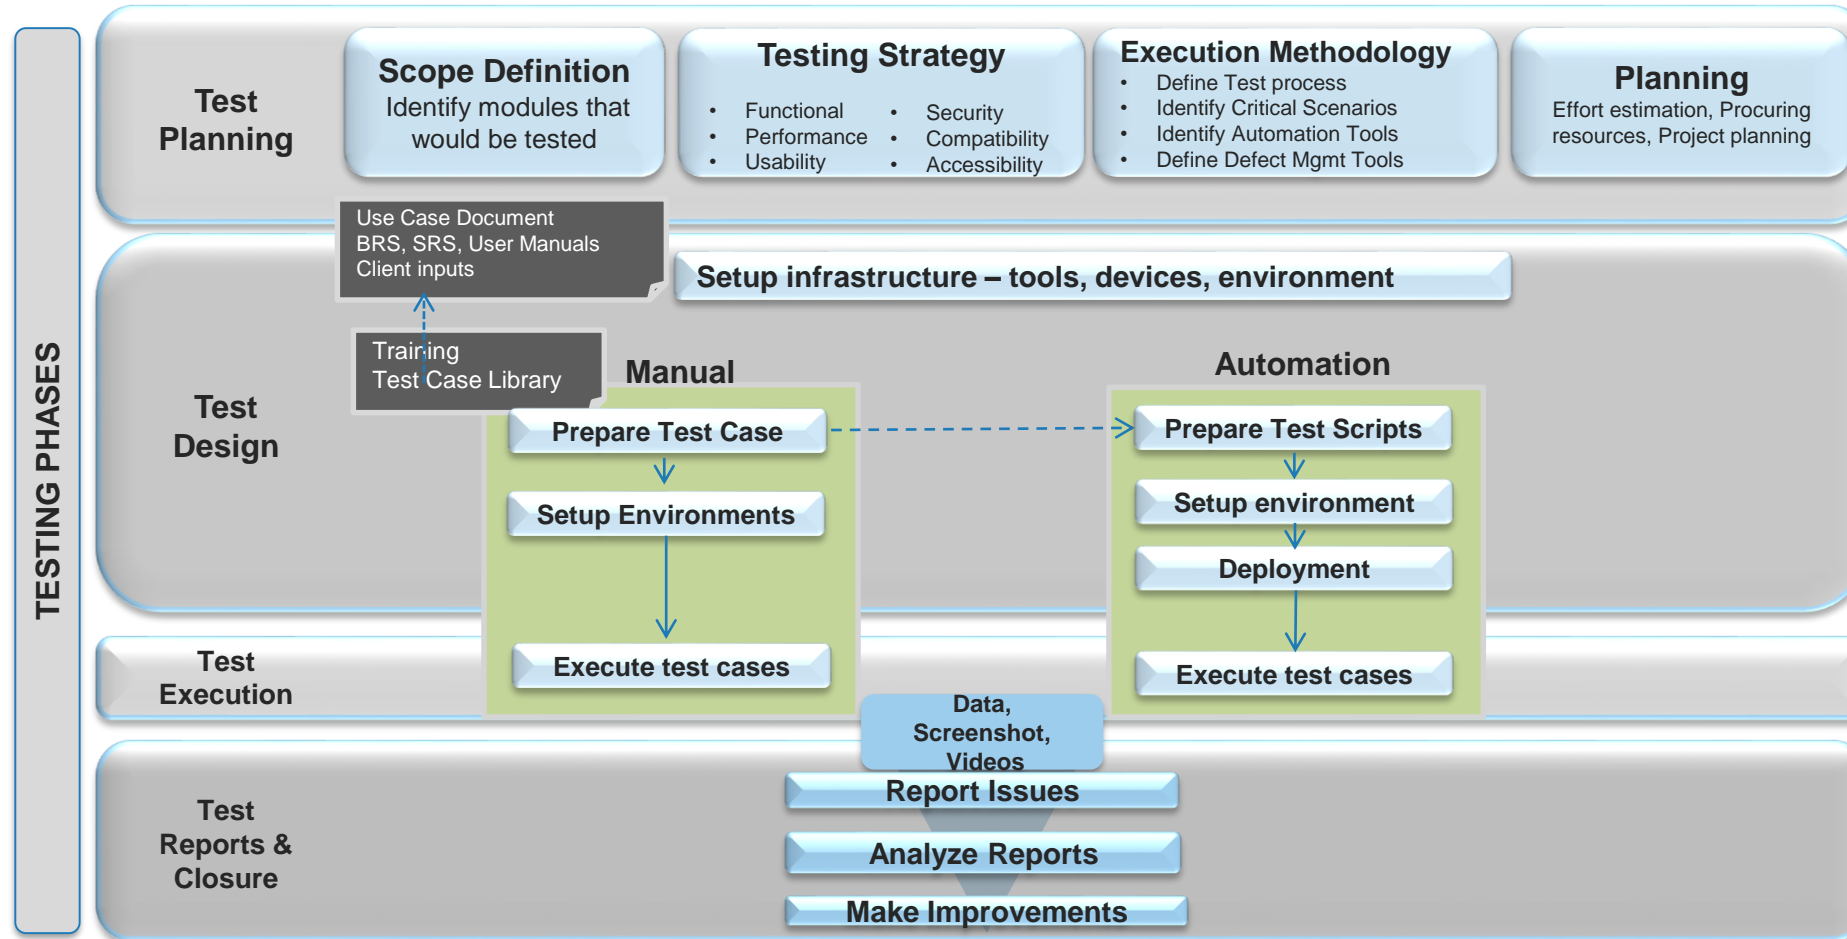 TESTING PHASES
Test
Planning
Scope Definition
Identify modules that
would be tested
Testing Strategy
• Functional
• Performance
• Usability
• Security
• Compatibility
• Accessibility
Execution Methodology
• Define Test process
• Identify Critical Scenarios
• Identify Automation Tools
• Define Defect Mgmt Tools
Planning
Effort estimation, Procuring
resources, Project planning
Use Case Document
BRS, SRS, User Manuals
Client inputs
Setup infrastructure – tools, devices, environment
Test
Design
Training
Test Case Library
Manual
Prepare Test Case
Setup Environments
Execute test cases
Automation
Prepare Test Scripts
Setup environment
Deployment
Execute test cases
Test
Execution
Data,
Screenshot,
Videos
Test
Reports &
Closure
Report Issues
Analyze Reports
Make Improvements